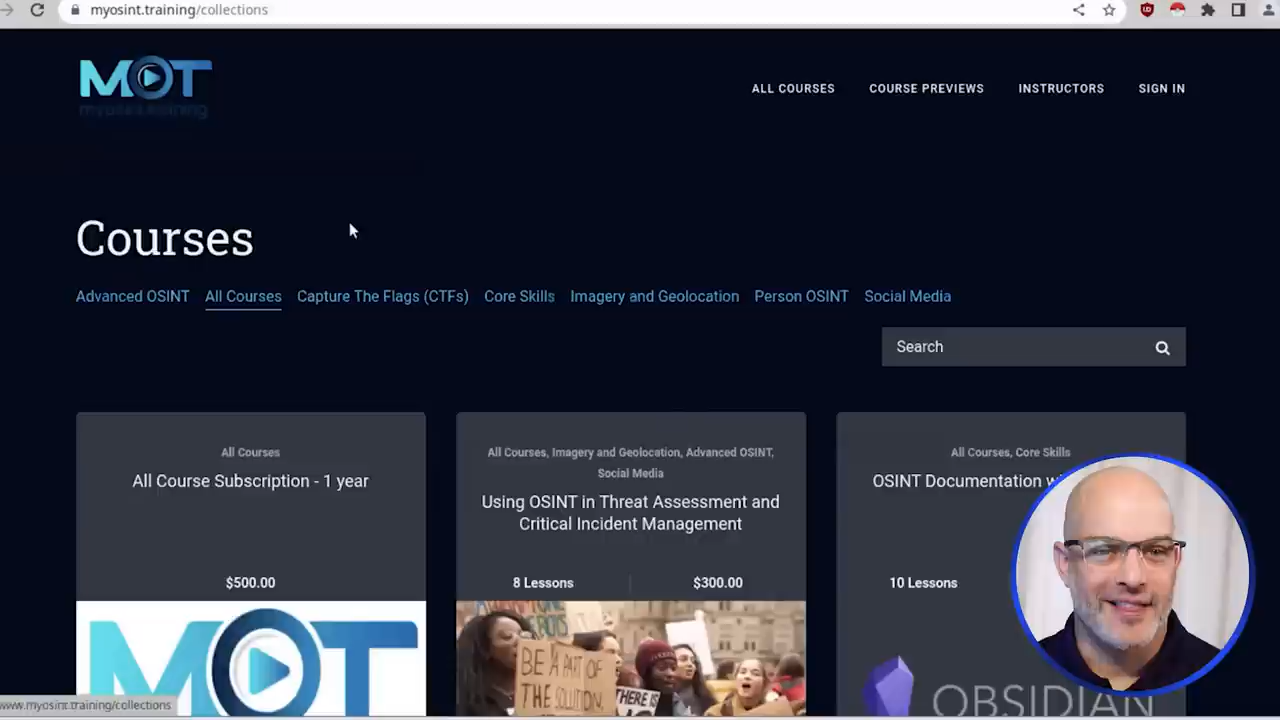 myosint.training/collections
MOT
myosint.training
ALL COURSES
COURSE PREVIEWS
INSTRUCTORS
SIGN IN
Courses
Advanced OSINT
All Courses
Capture The Flags (CTFs)
Core Skills
Imagery and Geolocation
Person OSINT
Social Media
Search
All Courses
All Course Subscription - 1 year
$500.00
MOT
All Courses, Imagery and Geolocation, Advanced OSINT,
Social Media
Using OSINT in Threat Assessment and
Critical Incident Management
8 Lessons
$300.00
BE A PART OF
THE SOLUTION
THERE IS
All Courses, Core Skills
OSINT Documentation
10 Lessons
OBSIDIAN
www.myosint.training/collections